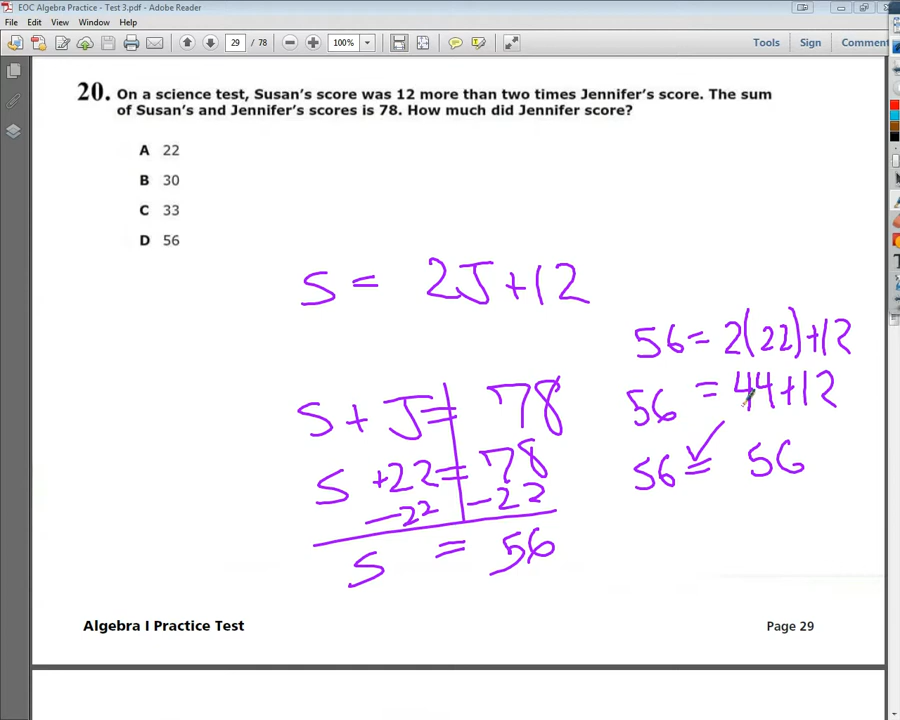 EOC Algebra Practice - Test 3.pdf - Adobe Reader
File Edit View Window Help
29 / 78 100% Tools Sign Comment
20. On a science test, Susan's score was 12 more than two times Jennifer's score. The sum
of Susan's and Jennifer's scores is 78. How much did Jennifer score?
A 22
B 30
C 33
D 56
S = 2J+12
S + J = 78
S +22 = 78
-22 -22
S = 56
56 = 2(22)+12
56 = 44+12
56 = 56
Algebra I Practice Test Page 29